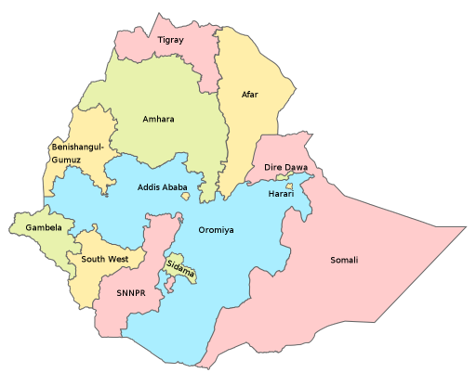 Tigray
Afar
Amhara
Benishangul-
Gumuz
Dire Dawa
Addis Ababa
Harari
Gambela
Oromiya
South West
Somali
Sidama
SNNPR